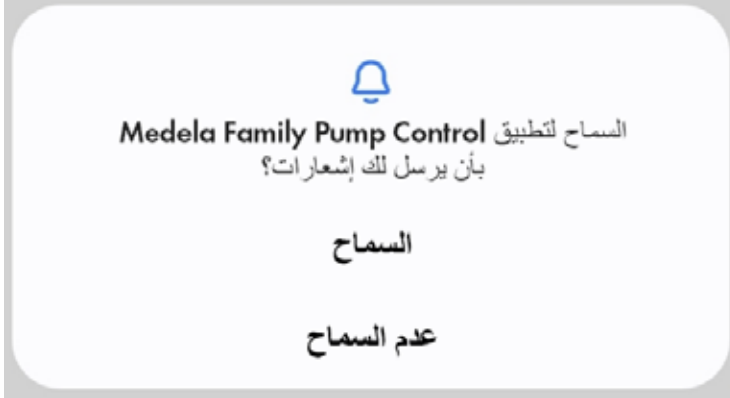 السماح لتطبيق Medela Family Pump Control
بأن يرسل لك إشعارات؟
السماح
عدم السماح